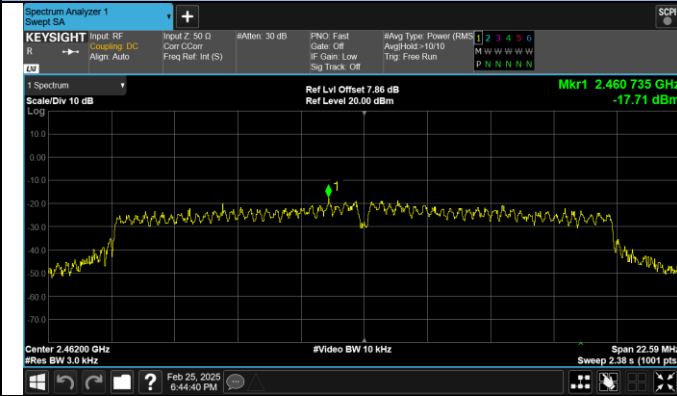 Spectrum Analyzer 1
Swept SA
SCPI
KEYSIGHT
R
LXI
Input: RF
Coupling: DC
Align: Auto
Input Z: 50 Ω
Corr CCorr
Freq Ref: Int (S)
#Atten: 30 dB
PNO: Fast
Gate: Off
IF Gain: Low
Sig Track: Off
#Avg Type: Power (RMS
Avg|Hold:>10/10
Trig: Free Run
1 2 3 4 5 6
M W W W W W
P N N N N N
1 Spectrum
Scale/Div 10 dB
Log
Ref Lvl Offset 7.86 dB
Ref Level 20.00 dBm
Mkr1 2.460 735 GHz
-17.71 dBm
10.0
0.00
-10.0
1
-20.0
-30.0
-40.0
-50.0
-60.0
-70.0
Center 2.46200 GHz
#Res BW 3.0 kHz
#Video BW 10 kHz
Span 22.59 MHz
Sweep 2.38 s (1001 pts)
?
Feb 25, 2025
6:44:40 PM